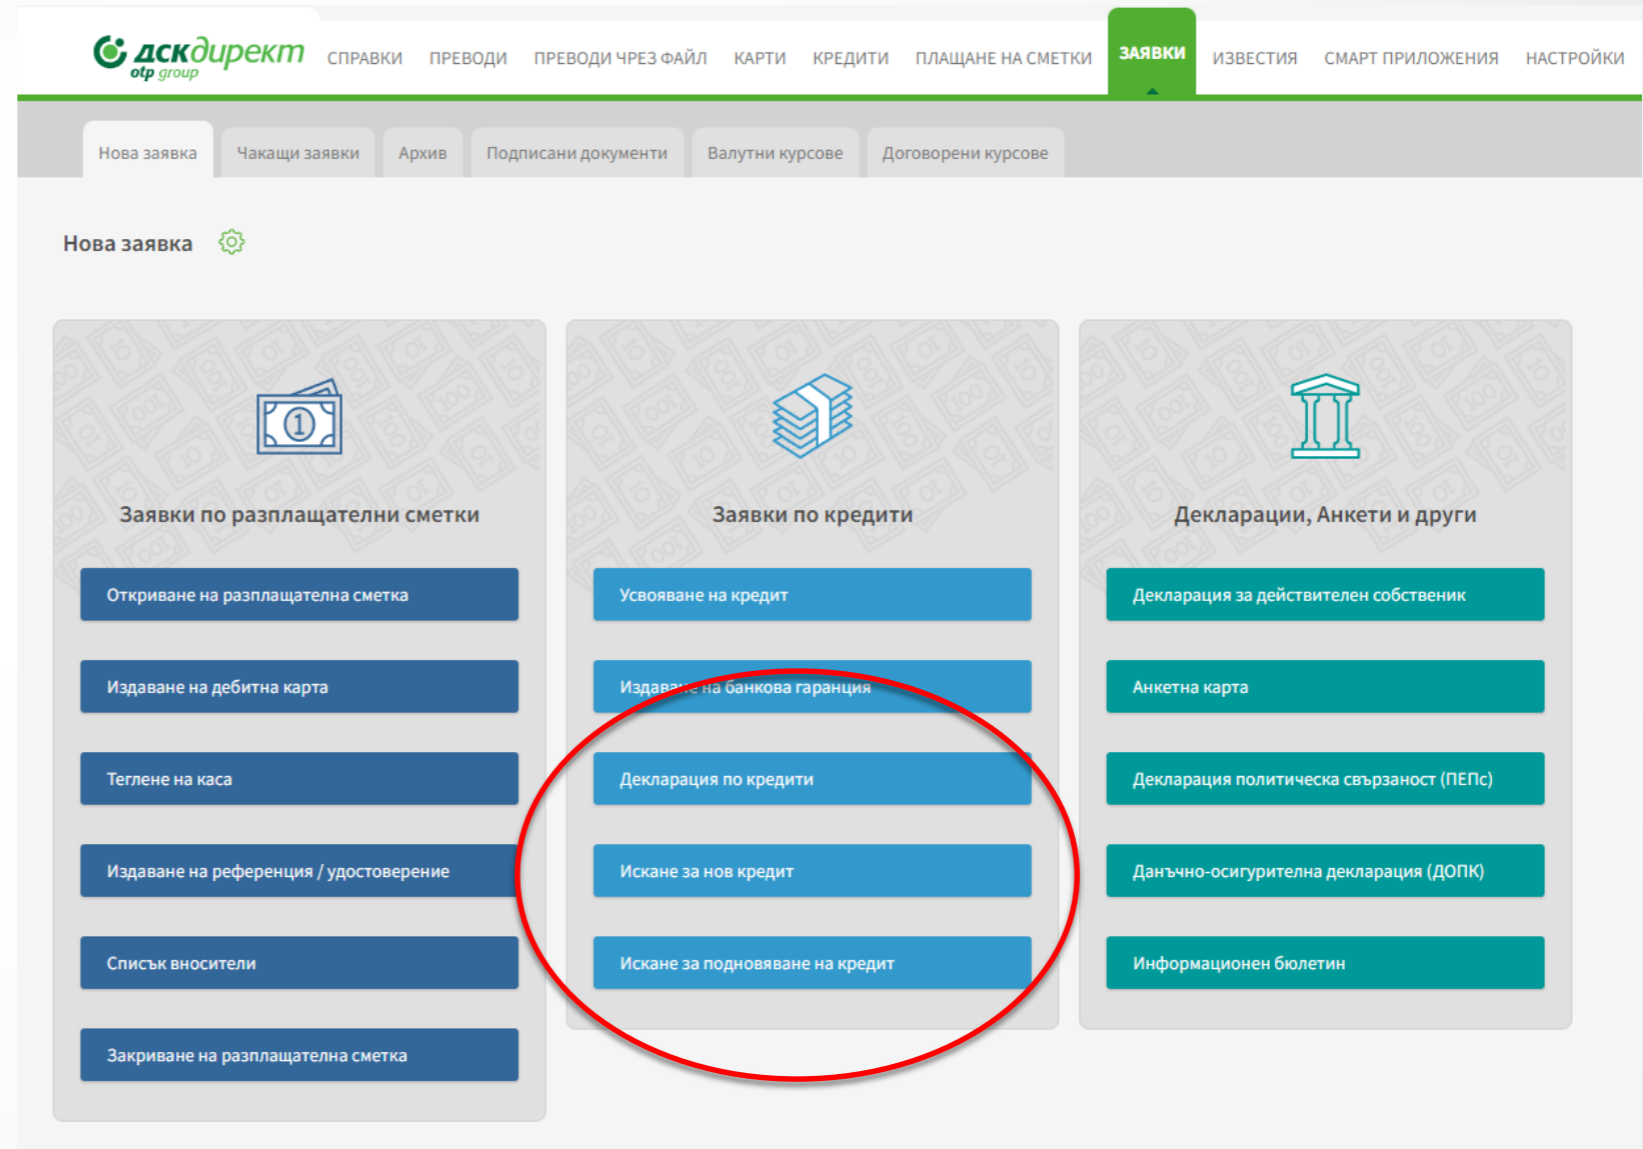 дскдирект
otp group
СПРАВКИ ПРЕВОДИ ПРЕВОДИ ЧРЕЗ ФАЙЛ КАРТИ КРЕДИТИ ПЛАЩАНЕ НА СМЕТКИ ЗАЯВКИ ИЗВЕСТИЯ СМАРТ ПРИЛОЖЕНИЯ НАСТРОЙКИ
Нова заявка Чакащи заявки Архив Подписани документи Валутни курсове Договорени курсове
Нова заявка
1
Заявки по разплащателни сметки
Откриване на разплащателна сметка
Издаване на дебитна карта
Теглене на каса
Издаване на референция / удостоверение
Списък вносители
Закриване на разплащателна сметка
Заявки по кредити
Усвояване на кредит
Издаване на банкова гаранция
Декларация по кредити
Искане за нов кредит
Искане за подновяване на кредит
Декларации, Анкети и други
Декларация за действителен собственик
Анкетна карта
Декларация политическа свързаност (ПЕПс)
Данъчно-осигурителна декларация (ДОПК)
Информационен бюлетин